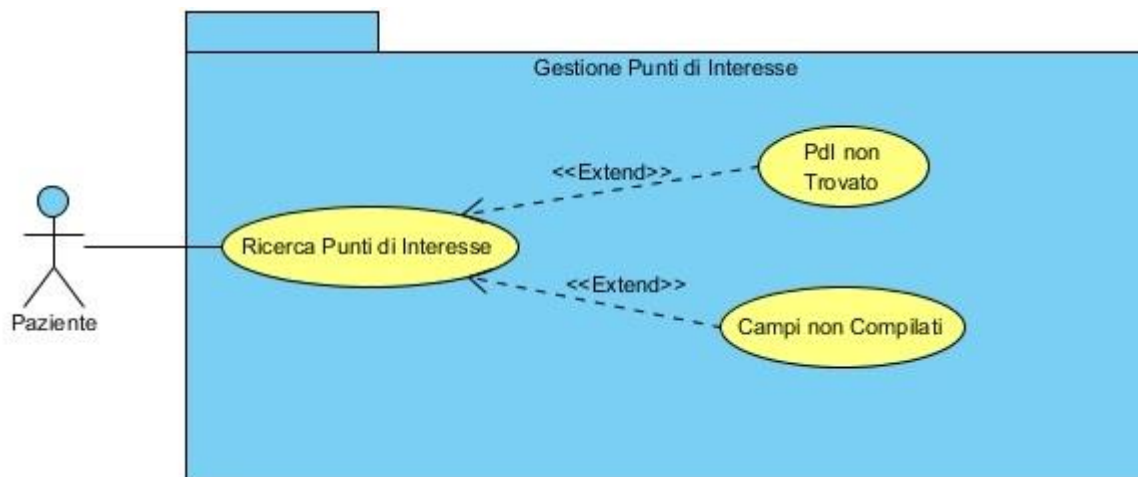 Gestione Punti di Interesse
PdI non
Trovato
<<Extend>>
Ricerca Punti di Interesse
<<Extend>>
Campi non Compilati
Paziente